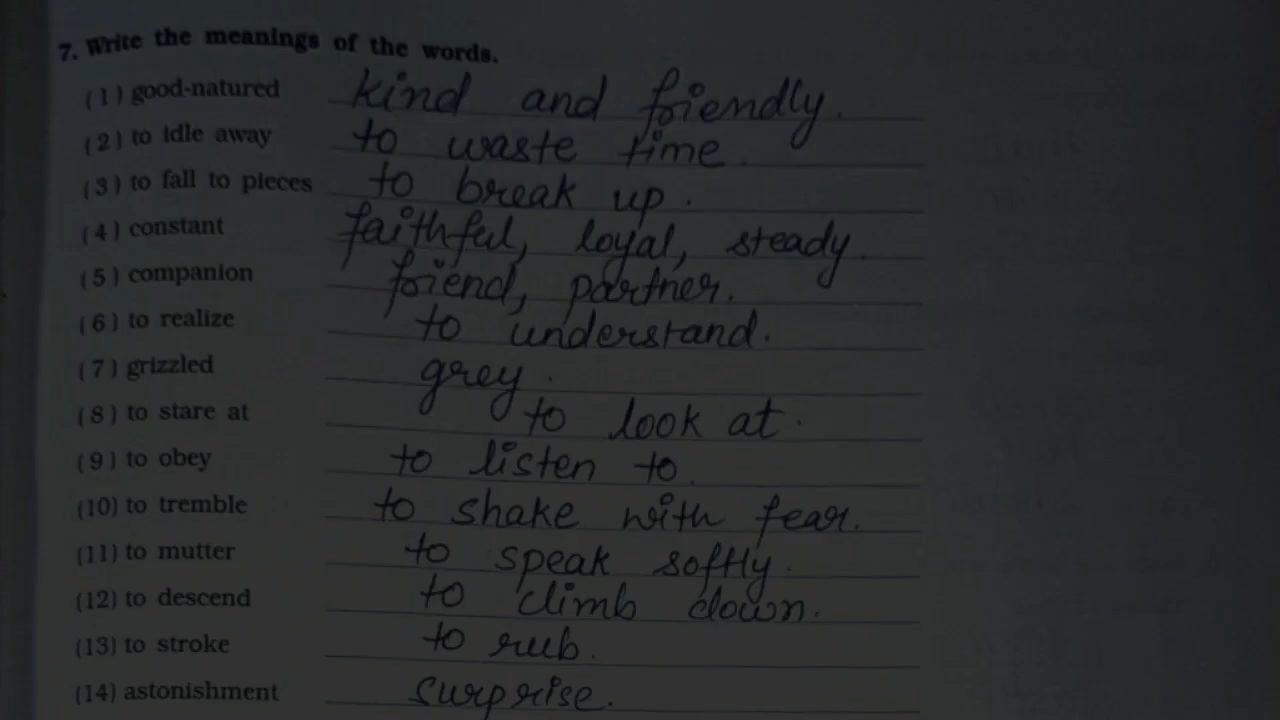 7. Write the meanings of the words.
(1) good-natured kind and friendly.
(2) to idle away to waste time.
(3) to fall to pieces to break up.
(4) constant faithful, loyal, steady.
(5) companion friend, partner.
(6) to realize to understand.
(7) grizzled grey.
(8) to stare at to look at.
(9) to obey to listen to.
(10) to tremble to shake with fear.
(11) to mutter to speak softly.
(12) to descend to climb down.
(13) to stroke to rub.
(14) astonishment surprise.